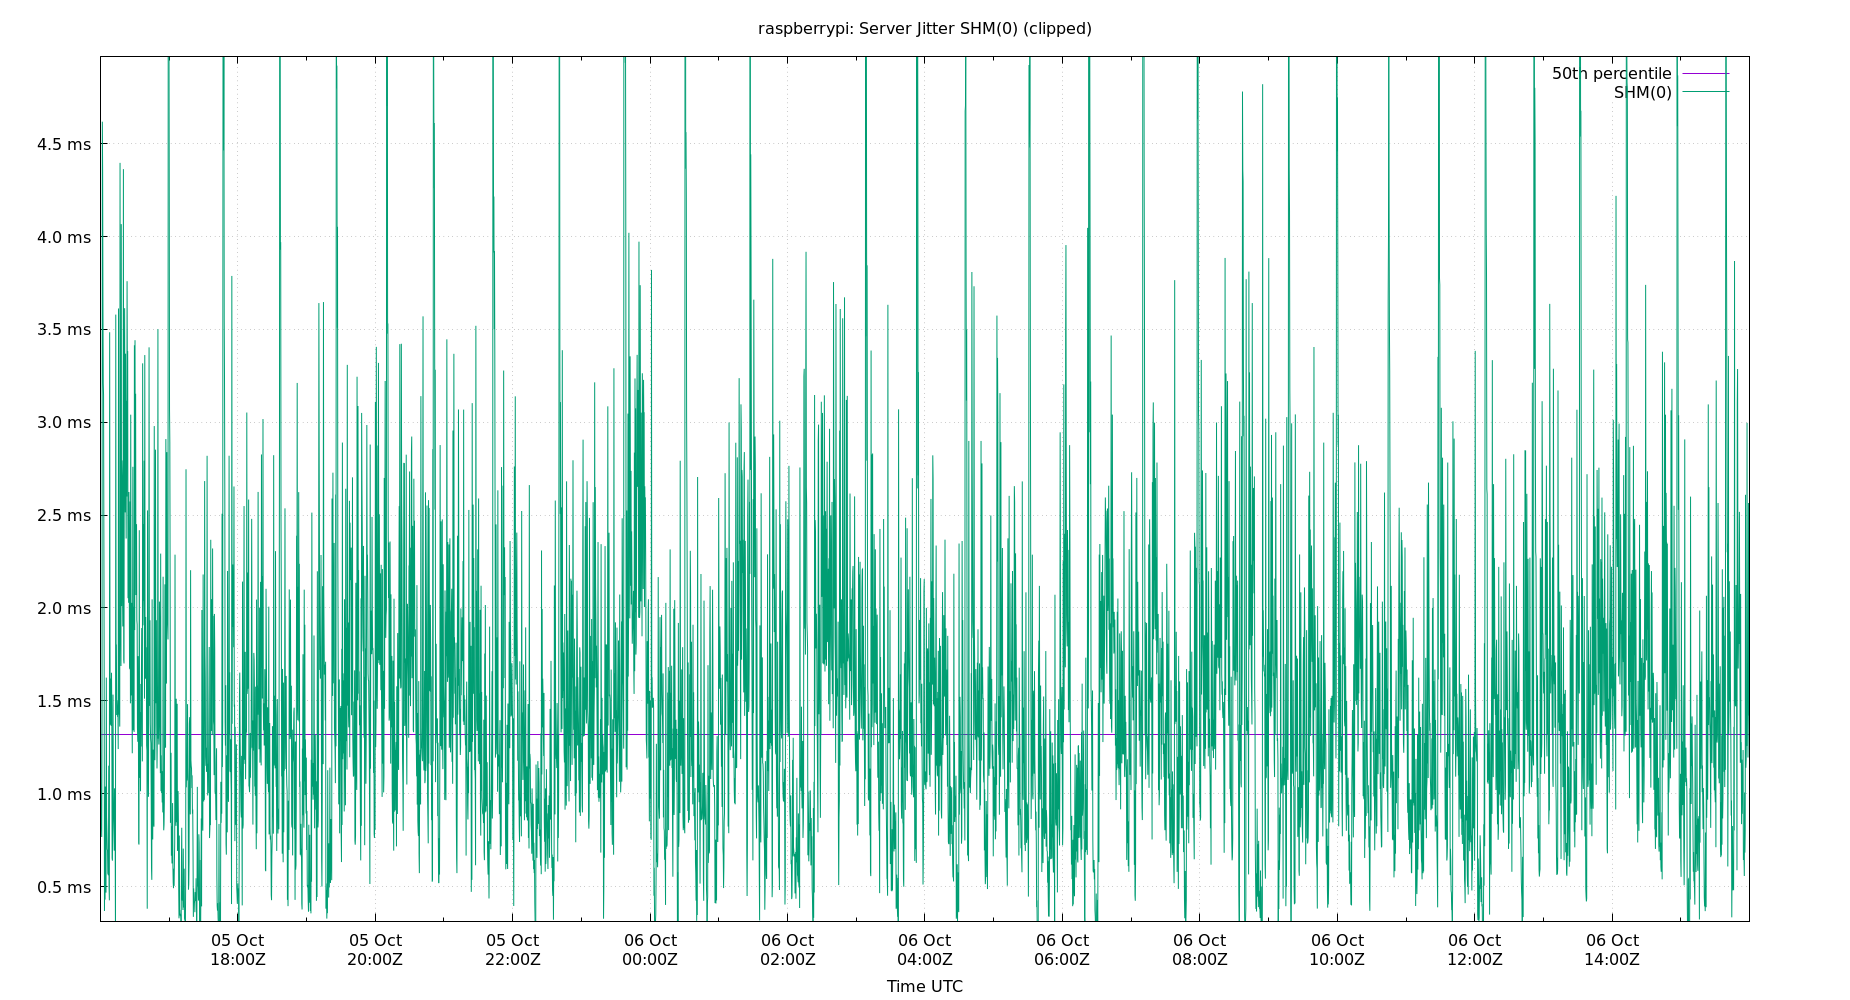 raspberrypi: Server Jitter SHM(0) (clipped)
50th percentile
SHM(0)
4.5 ms
4.0 ms
3.5 ms
3.0 ms
2.5 ms
2.0 ms
1.5 ms
1.0 ms
0.5 ms
05 Oct 05 Oct 05 Oct 06 Oct 06 Oct 06 Oct 06 Oct 06 Oct 06 Oct 06 Oct 06 Oct
18:00Z 20:00Z 22:00Z 00:00Z 02:00Z 04:00Z 06:00Z 08:00Z 10:00Z 12:00Z 14:00Z
Time UTC